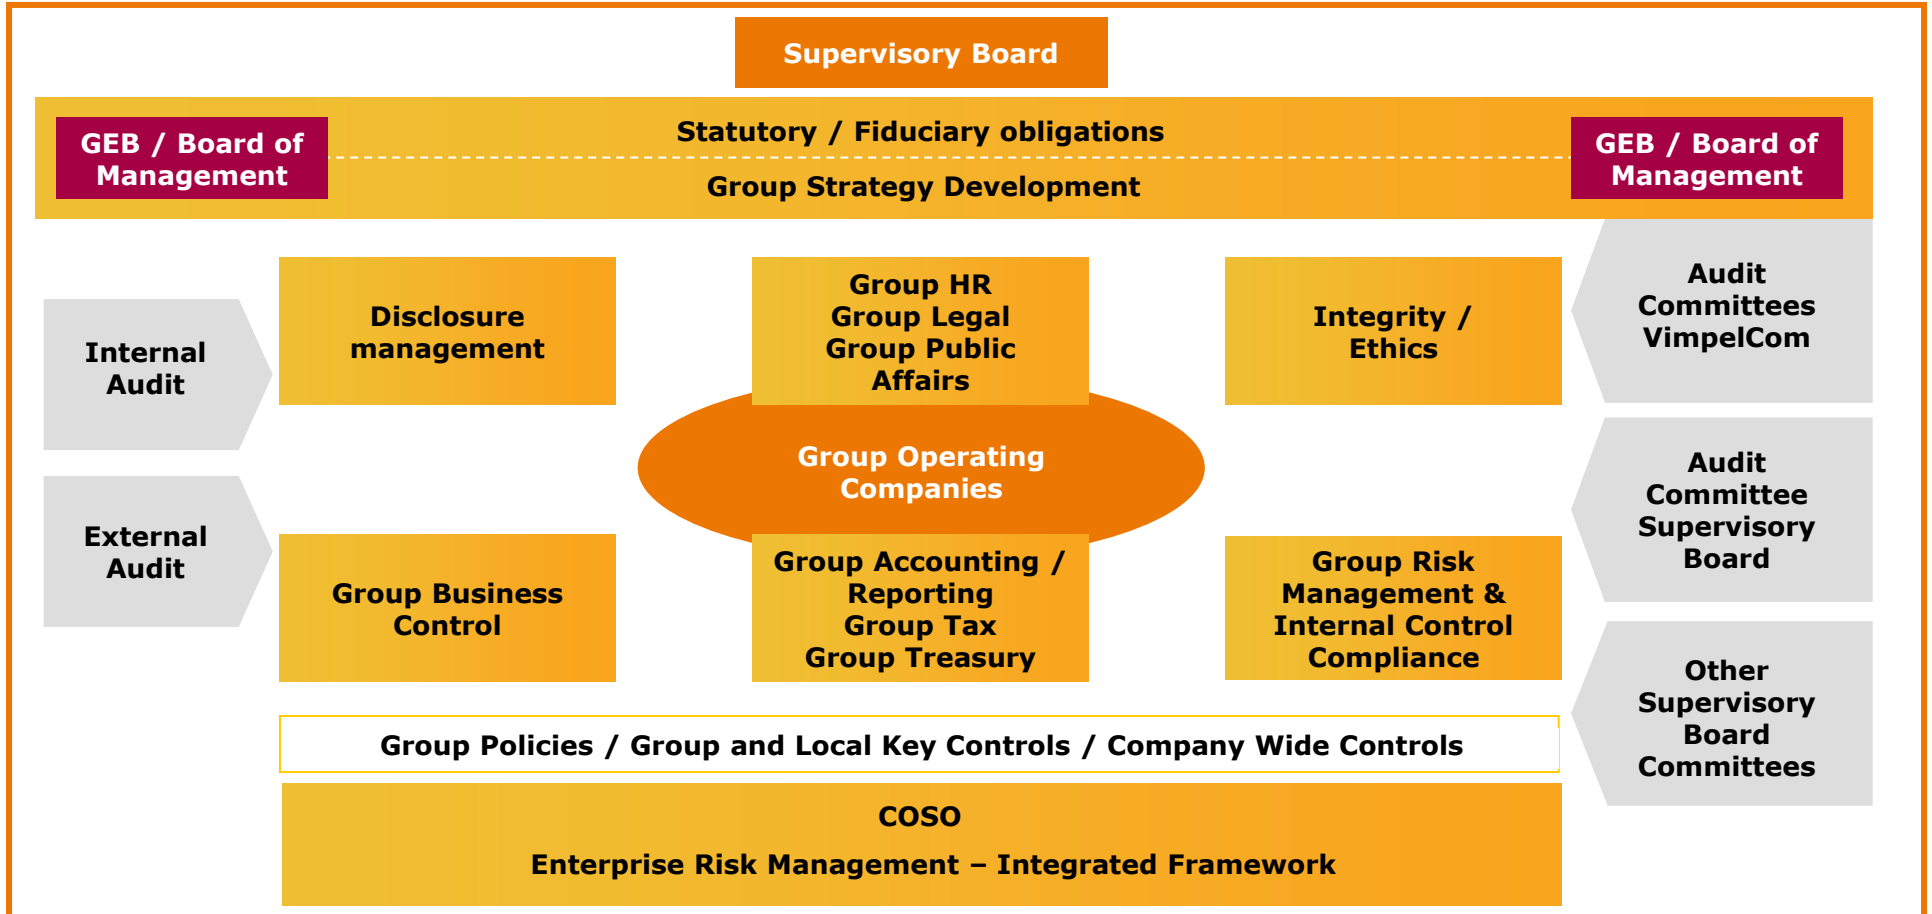 Supervisory Board
GEB / Board of
Management
Statutory / Fiduciary obligations
Group Strategy Development
GEB / Board of
Management
Internal
Audit
External
Audit
Disclosure
management
Group HR
Group Legal
Group Public
Affairs
Integrity /
Ethics
Group Operating
Companies
Group Business
Control
Group Accounting /
Reporting
Group Tax
Group Treasury
Group Risk
Management &
Internal Control
Compliance
Audit
Committees
VimpelCom
Audit
Committee
Supervisory
Board
Other
Supervisory
Board
Committees
Group Policies / Group and Local Key Controls / Company Wide Controls
COSO
Enterprise Risk Management – Integrated Framework